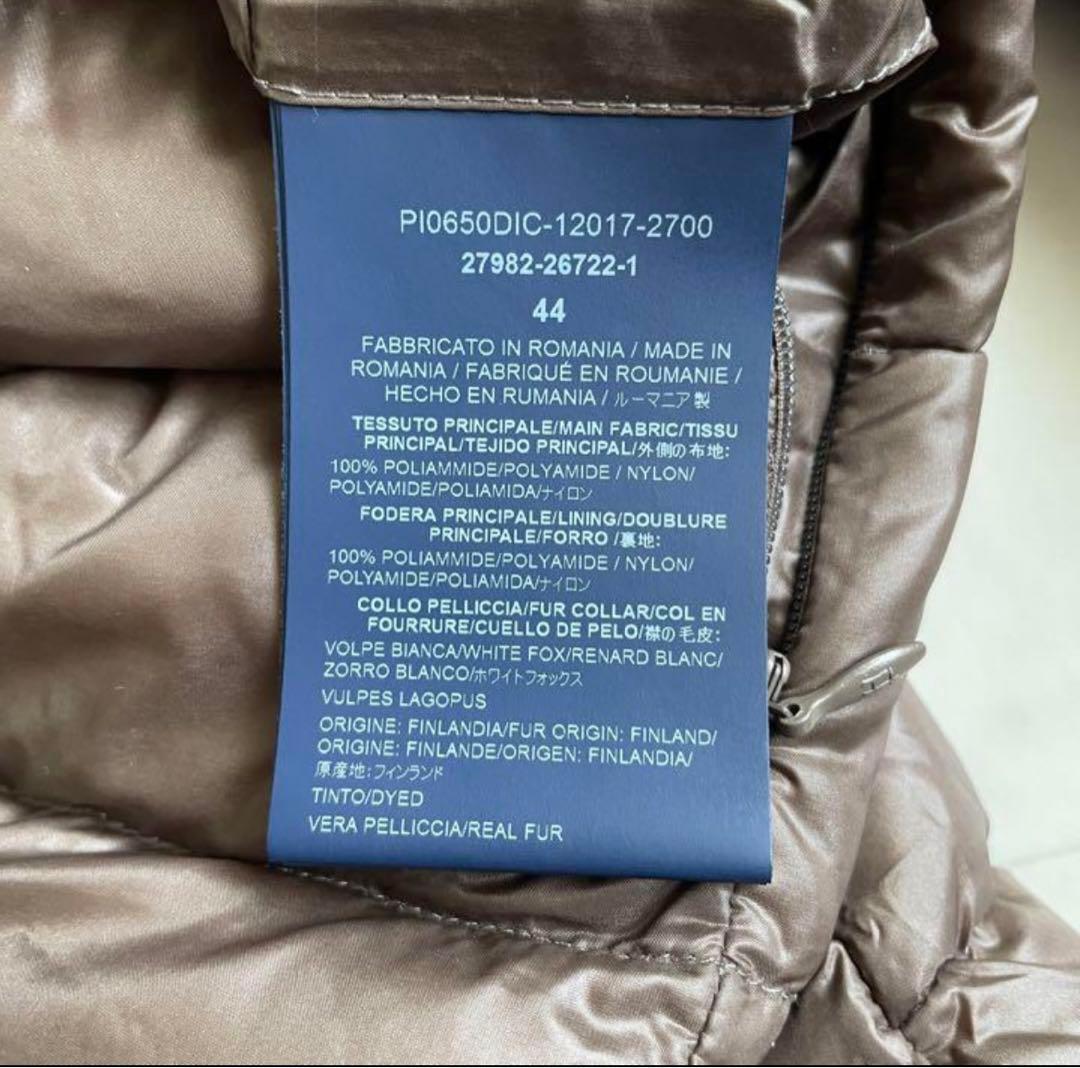 PI0650DIC-12017-2700
27982-26722-1
44
FABBRICATO IN ROMANIA / MADE IN
ROMANIA / FABRIQUÉ EN ROUMANIE /
HECHO EN RUMANIA / ルーマニア製
TESSUTO PRINCIPALE/MAIN FABRIC/TISSU
PRINCIPAL/TEJIDO PRINCIPAL/外側の布地:
100% POLIAMMIDE/POLYAMIDE / NYLON/
POLYAMIDE/POLIAMIDA/ナイロン
FODERA PRINCIPALE/LINING/DOUBLURE
PRINCIPALE/FORRO /裏地:
100% POLIAMMIDE/POLYAMIDE / NYLON/
POLYAMIDE/POLIAMIDA/ナイロン
COLLO PELLICCIA/FUR COLLAR/COL EN
FOURRURE/CUELLO DE PELO/襟の毛皮:
VOLPE BIANCA/WHITE FOX/RENARD BLANC/
ZORRO BLANCO/ホワイトフォックス
VULPES LAGOPUS
ORIGINE: FINLANDIA/FUR ORIGIN: FINLAND/
ORIGINE: FINLANDE/ORIGEN: FINLANDIA/
原産地:フィンランド
TINTO/DYED
VERA PELLICCIA/REAL FUR